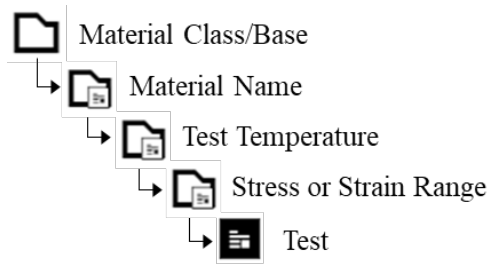 Material Class/Base
Material Name
Test Temperature
Stress or Strain Range
Test